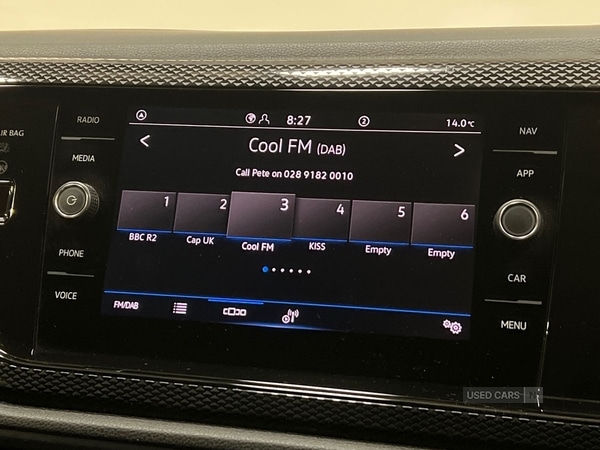 IR BAG
RADIO
MEDIA
PHONE
VOICE
8:27
2
14.0°C
Cool FM (DAB)
Call Pete on 028 9182 0010
1 2 3 4 5 6
BBC R2 Cap UK Cool FM KISS Empty Empty
FM/DAB
NAV
APP
CAR
MENU
USED CARS NI